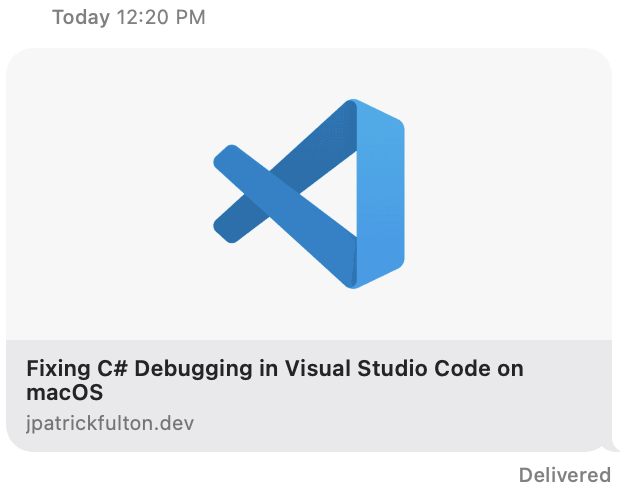 Today 12:20 PM
Fixing C# Debugging in Visual Studio Code on
macOS
jpatrickfulton.dev
Delivered